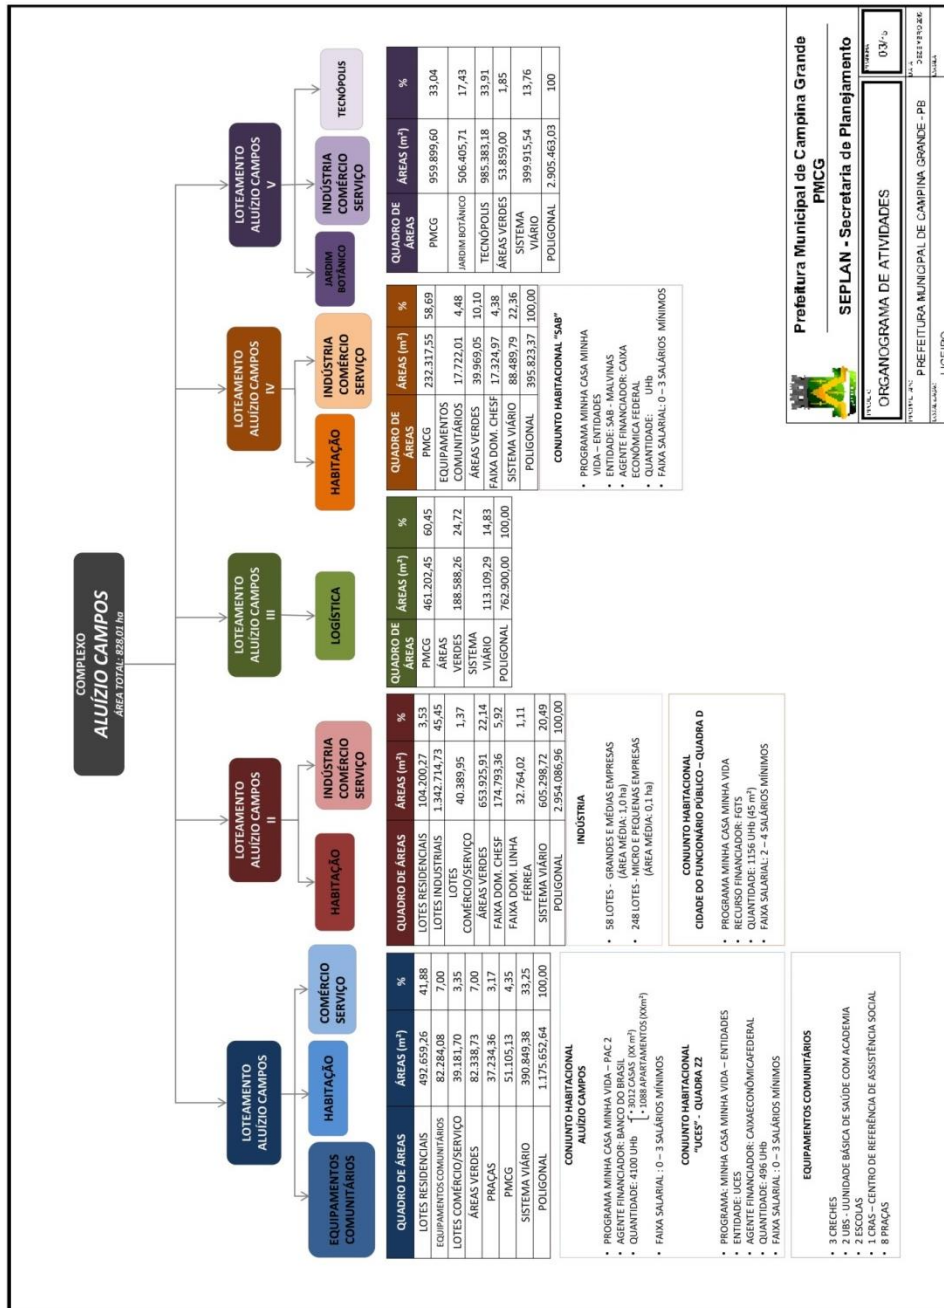 COMPLEXO
ALUÍZIO CAMPOS
ÁREA TOTAL: 828,01 ha
LOTEAMENTO
ALUÍZIO CAMPOS
EQUIPAMENTOS
COMUNITÁRIOS
HABITAÇÃO
COMÉRCIO
SERVIÇO
QUADRO DE ÁREAS ÁREAS (m²) %
LOTES RESIDENCIAIS 492.659,26 41,88
EQUIPAMENTOS COMUNITÁRIOS 82.284,08 7,00
LOTES COMÉRCIO/SERVIÇO 39.181,70 3,35
ÁREAS VERDES 82.338,73 7,00
PRAÇAS 37.234,36 3,17
PMCG 51.105,13 4,35
SISTEMA VIÁRIO 390.849,38 33,25
POLIGONAL 1.175.652,64 100,00
CONJUNTO HABITACIONAL
ALUÍZIO CAMPOS
• PROGRAMA MINHA CASA MINHA VIDA – PAC 2
• AGENTE FINANCIADOR: BANCO DO BRASIL
• QUANTIDADE: 4100 UHb
• 3012 CASAS (XX m²)
• 1088 APARTAMENTOS (XXm²)
• FAIXA SALARIAL : 0 – 3 SALÁRIOS MÍNIMOS
CONJUNTO HABITACIONAL
"UCES" - QUADRA Z2
• PROGRAMA: MINHA CASA MINHA VIDA – ENTIDADES
• ENTIDADE: UCES
• AGENTE FINANCIADOR: CAIXAECONÔMICAFEDERAL
• QUANTIDADE: 496 UHb
• FAIXA SALARIAL : 0 – 3 SALÁRIOS MÍNIMOS
EQUIPAMENTOS COMUNITÁRIOS
• 3 CRECHES
• 2 UBS - UUNIDADE BÁSICA DE SAÚDE COM ACADEMIA
• 2 ESCOLAS
• 1 CRAS – CENTRO DE REFERÊNCIA DE ASSISTÊNCIA SOCIAL
• 8 PRAÇAS
LOTEAMENTO
ALUÍZIO CAMPOS
II
HABITAÇÃO
INDÚSTRIA
COMÉRCIO
SERVIÇO
QUADRO DE ÁREAS ÁREAS (m²) %
LOTES RESIDENCIAIS 104.200,27 3,53
LOTES INDUSTRIAIS 1.342.714,73 45,45
LOTES
COMÉRCIO/SERVIÇO 40.389,95 1,37
ÁREAS VERDES 653.925,91 22,14
FAIXA DOM. CHESF 174.793,36 5,92
FAIXA DOM. LINHA
FÉRREA 32.764,02 1,11
SISTEMA VIÁRIO 605.298,72 20,49
POLIGONAL 2.954.086,96 100,00
INDÚSTRIA
• 58 LOTES - GRANDES E MÉDIAS EMPRESAS
(ÁREA MÉDIA: 1,0 ha)
• 248 LOTES - MICRO E PEQUENAS EMPRESAS
(ÁREA MÉDIA: 0,1 ha)
CONJUNTO HABITACIONAL
CIDADE DO FUNCIONÁRIO PÚBLICO – QUADRA D
• PROGRAMA MINHA CASA MINHA VIDA
• RECURSO FINANCIADOR: FGTS
• QUANTIDADE: 1156 UHb (45 m²)
• FAIXA SALARIAL: 2 – 4 SALÁRIOS MÍNIMOS
LOTEAMENTO
ALUÍZIO CAMPOS
III
LOGÍSTICA
QUADRO DE
ÁREAS ÁREAS (m²) %
PMCG 461.202,45 60,45
ÁREAS
VERDES 188.588,26 24,72
SISTEMA
VIÁRIO 113.109,29 14,83
POLIGONAL 762.900,00 100,00
LOTEAMENTO
ALUÍZIO CAMPOS
IV
HABITAÇÃO
INDÚSTRIA
COMÉRCIO
SERVIÇO
QUADRO DE
ÁREAS ÁREAS (m²) %
PMCG 232.317,55 58,69
EQUIPAMENTOS
COMUNITÁRIOS 17.722,01 4,48
ÁREAS VERDES 39.969,05 10,10
FAIXA DOM. CHESF 17.324,97 4,38
SISTEMA VIÁRIO 88.489,79 22,36
POLIGONAL 395.823,37 100,00
CONJUNTO HABITACIONAL "SAB"
• PROGRAMA MINHA CASA MINHA
VIDA – ENTIDADES
• ENTIDADE: SAB - MALVINAS
• AGENTE FINANCIADOR: CAIXA
ECONÔMICA FEDERAL
• QUANTIDADE: UHb
• FAIXA SALARIAL: 0 – 3 SALÁRIOS MÍNIMOS
LOTEAMENTO
ALUÍZIO CAMPOS
V
JARDIM
BOTÂNICO
INDÚSTRIA
COMÉRCIO
SERVIÇO
TECNÓPOLIS
QUADRO DE
ÁREAS ÁREAS (m²) %
PMCG 959.899,60 33,04
JARDIM BOTÂNICO 506.405,71 17,43
TECNÓPOLIS 985.383,18 33,91
ÁREAS VERDES 53.859,00 1,85
SISTEMA
VIÁRIO 399.915,54 13,76
POLIGONAL 2.905.463,03 100
Prefeitura Municipal de Campina Grande
PMCG
SEPLAN - Secretaria de Planejamento
ORGANOGRAMA DE ATIVIDADES
PREFEITURA MUNICIPAL DE CAMPINA GRANDE - PB